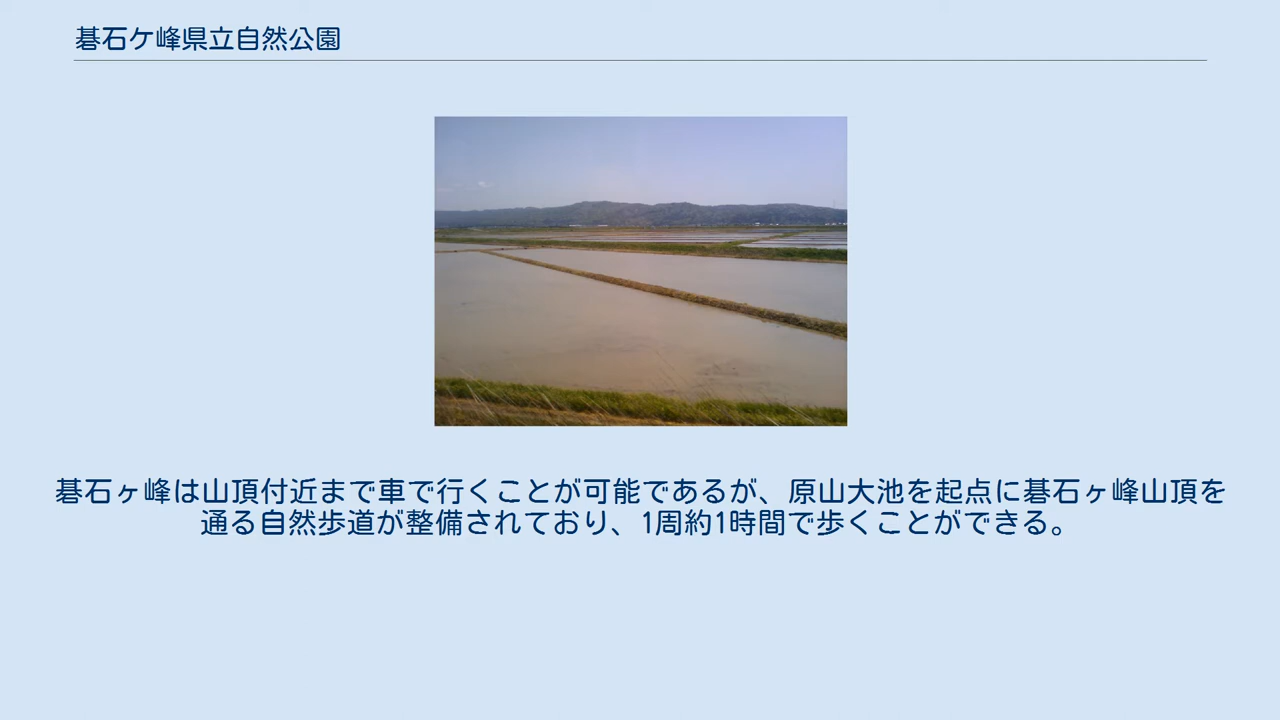 碁石ケ峰県立自然公園
碁石ヶ峰は山頂付近まで車で行くことが可能であるが、原山大池を起点に碁石ヶ峰山頂を
通る自然歩道が整備されており、1周約1時間で歩くことができる。